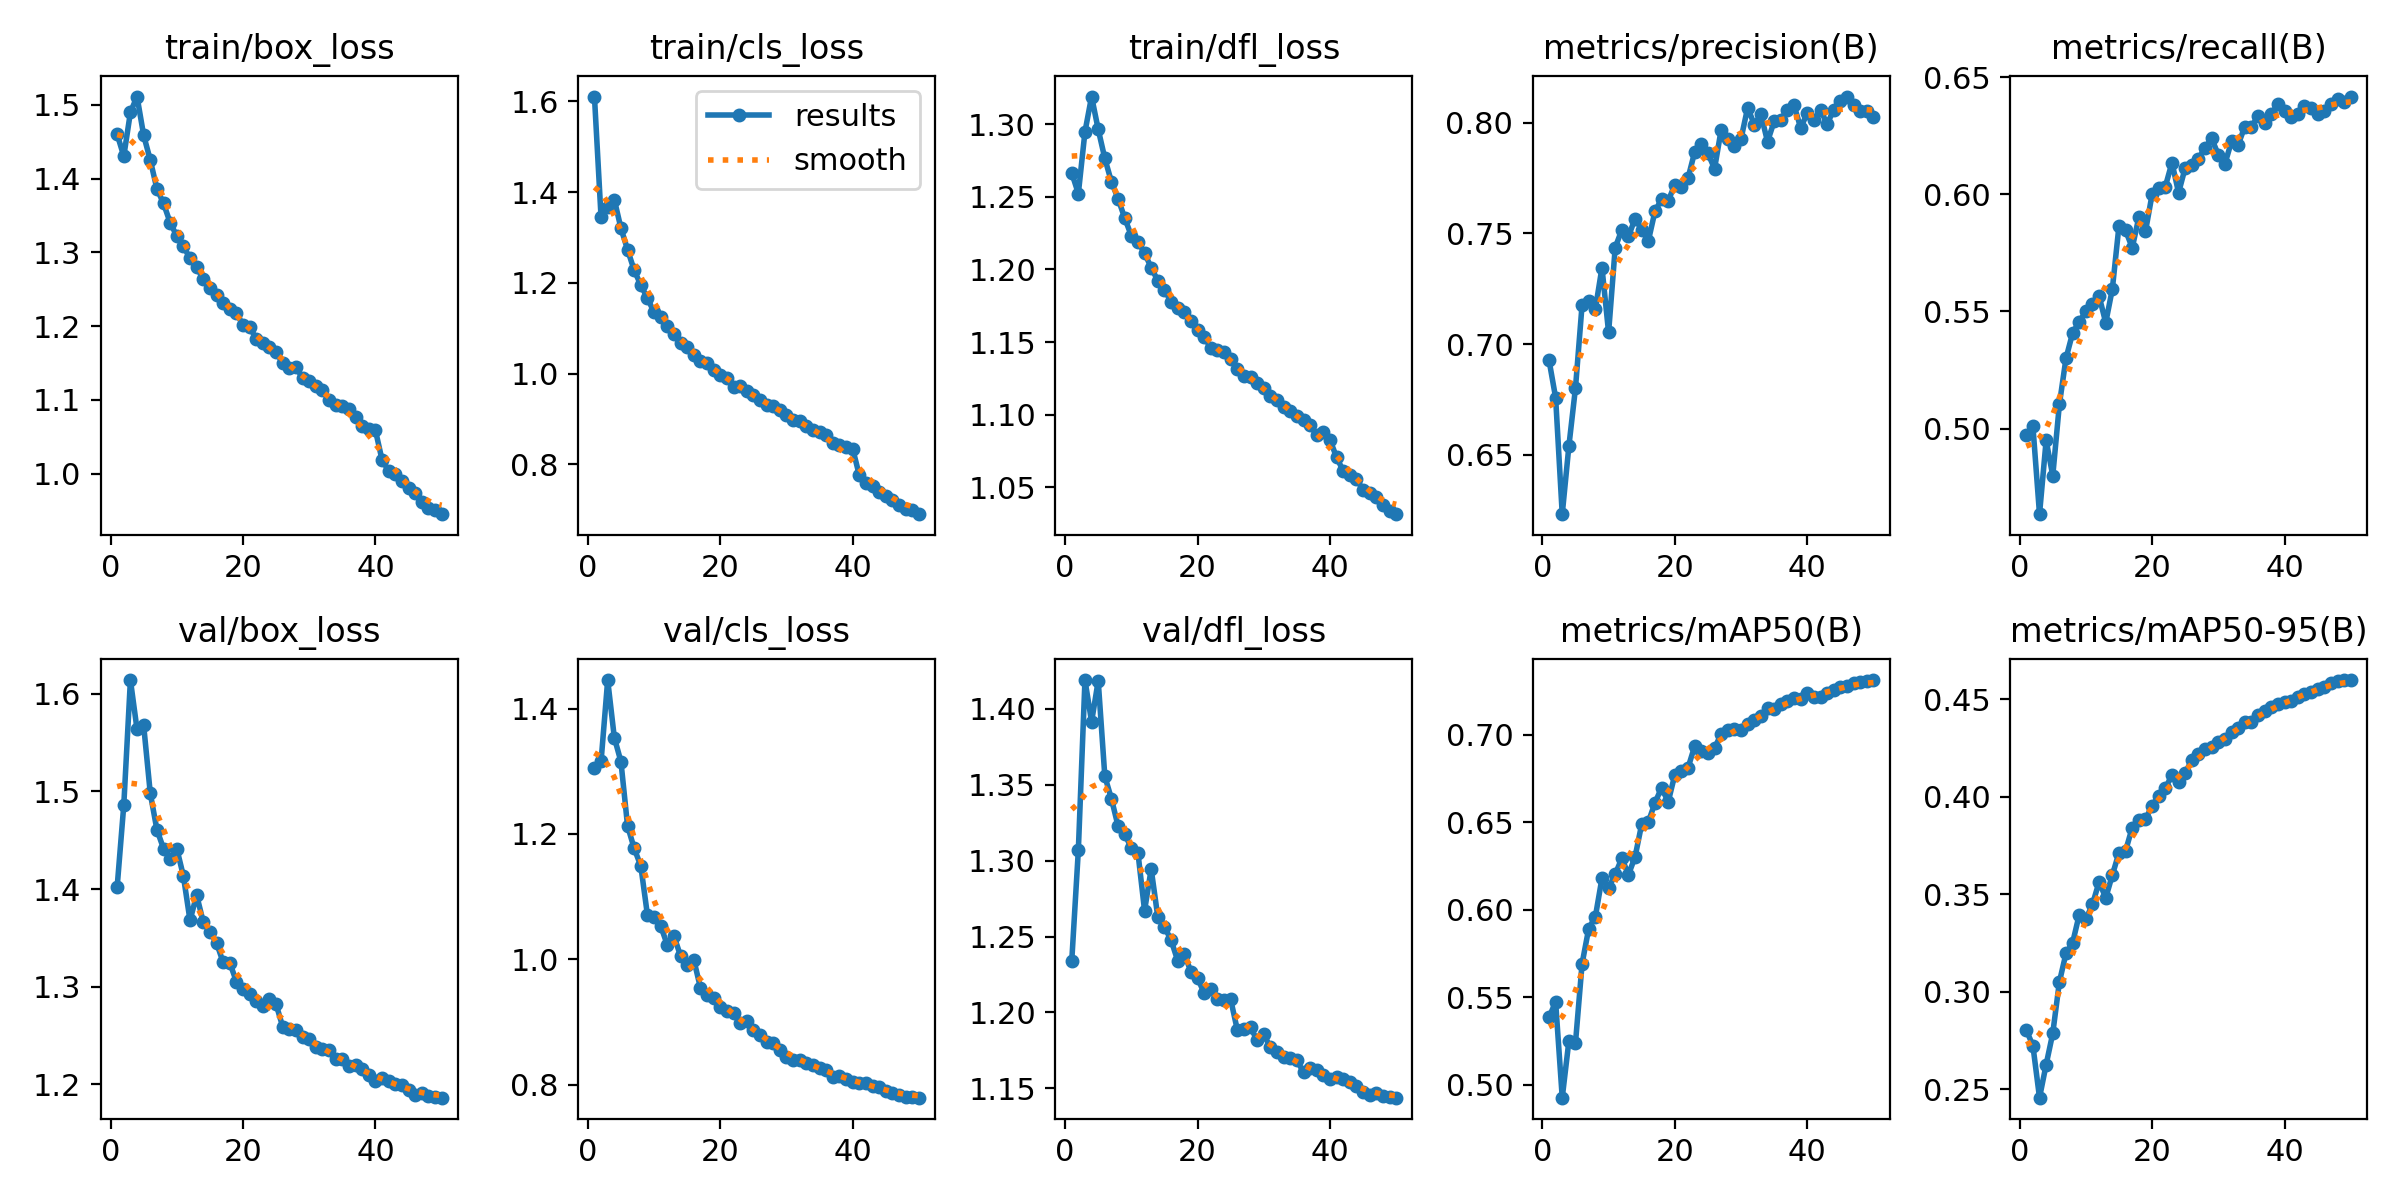 train/box_loss
1.5
1.4
1.3
1.2
1.1
1.0
0 20 40
train/cls_loss
results
smooth
1.6
1.4
1.2
1.0
0.8
0 20 40
train/dfl_loss
1.30
1.25
1.20
1.15
1.10
1.05
0 20 40
metrics/precision(B)
0.80
0.75
0.70
0.65
0 20 40
metrics/recall(B)
0.65
0.60
0.55
0.50
0 20 40
val/box_loss
1.6
1.5
1.4
1.3
1.2
0 20 40
val/cls_loss
1.4
1.2
1.0
0.8
0 20 40
val/dfl_loss
1.40
1.35
1.30
1.25
1.20
1.15
0 20 40
metrics/mAP50(B)
0.70
0.65
0.60
0.55
0.50
0 20 40
metrics/mAP50-95(B)
0.45
0.40
0.35
0.30
0.25
0 20 40